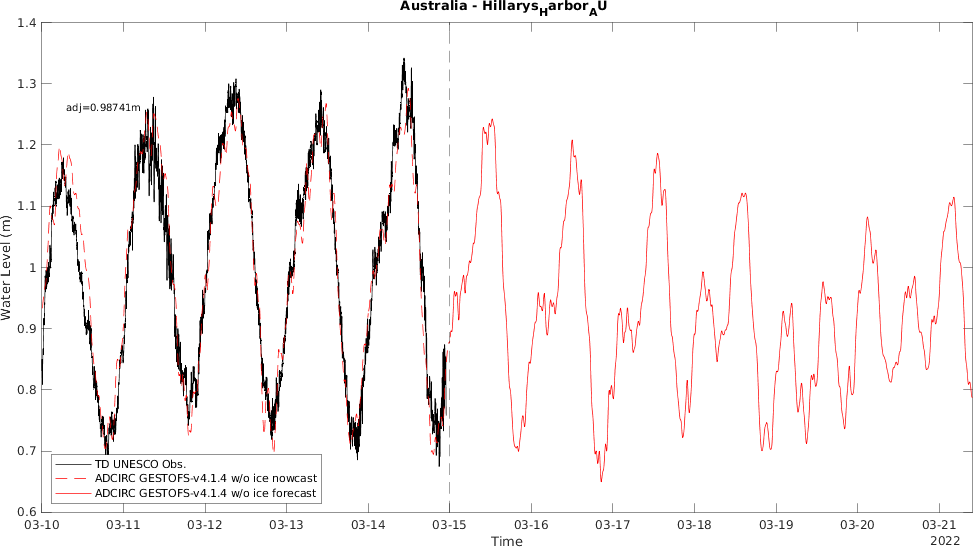 Australia - Hillarys_Harbor_AU
1.4
1.3
1.2
1.1
1
0.9
0.8
0.7
0.6
Water Level (m)
adj=0.98741m
TD UNESCO Obs.
ADCIRC GESTOFS-v4.1.4 w/o ice nowcast
ADCIRC GESTOFS-v4.1.4 w/o ice forecast
03-10 03-11 03-12 03-13 03-14 03-15 03-16 03-17 03-18 03-19 03-20 03-21
Time
2022